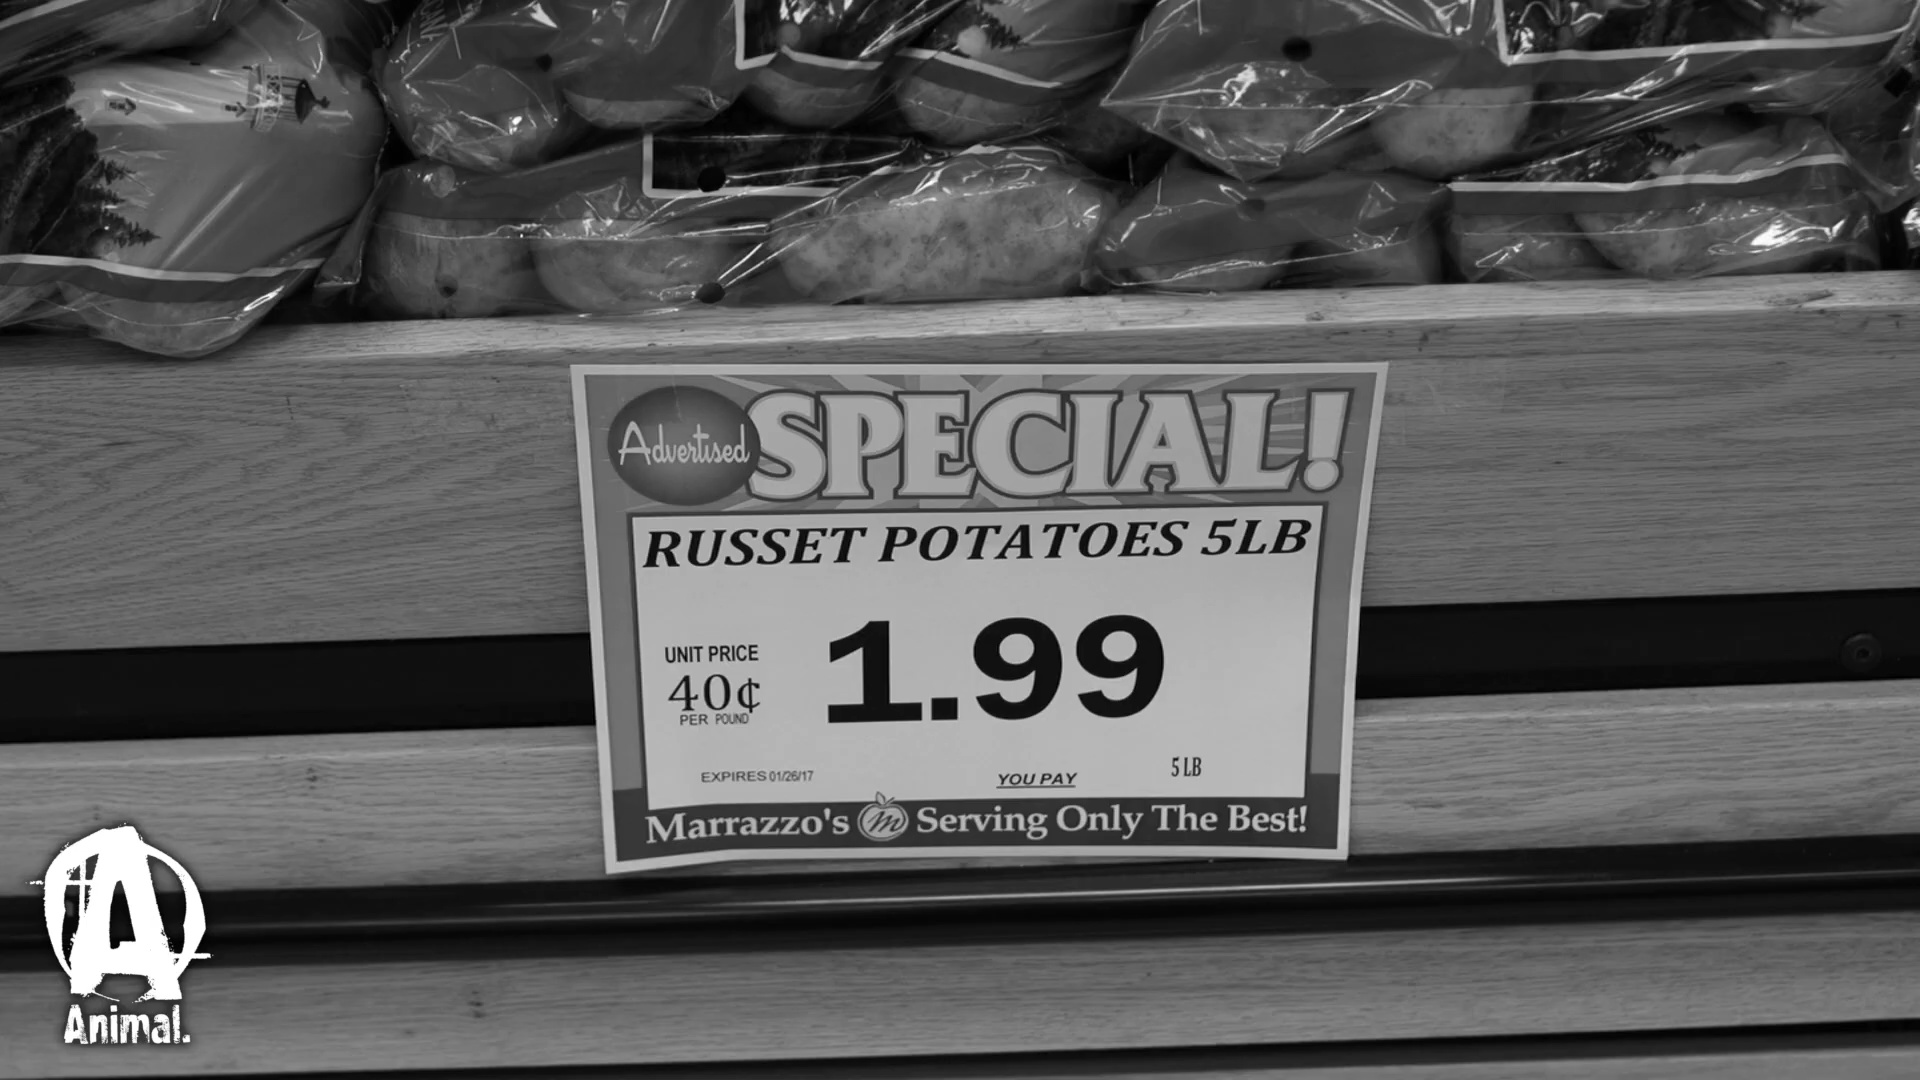 Advertised SPECIAL!
RUSSET POTATOES 5LB
UNIT PRICE
40¢
PER POUND
1.99
EXPIRES 01/26/17
YOU PAY
5 LB
Marrazzo's m Serving Only The Best!
A
Animal.